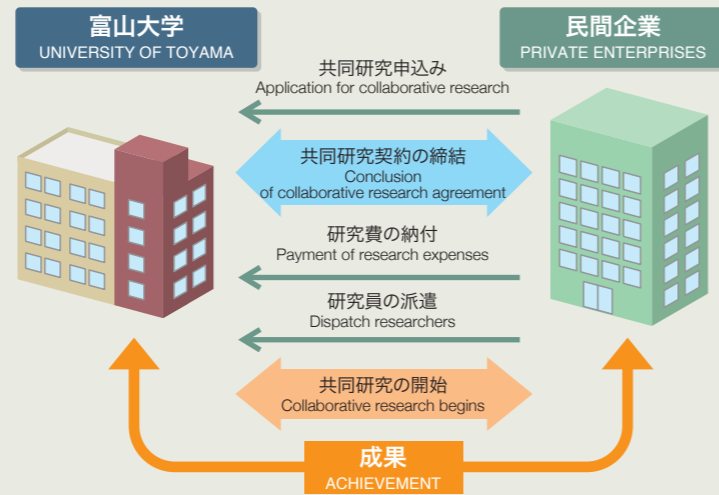 富山大学
UNIVERSITY OF TOYAMA
民間企業
PRIVATE ENTERPRISES
共同研究申込み
Application for collaborative research
共同研究契約の締結
Conclusion
of collaborative research agreement
研究費の納付
Payment of research expenses
研究員の派遣
Dispatch researchers
共同研究の開始
Collaborative research begins
成果
ACHIEVEMENT